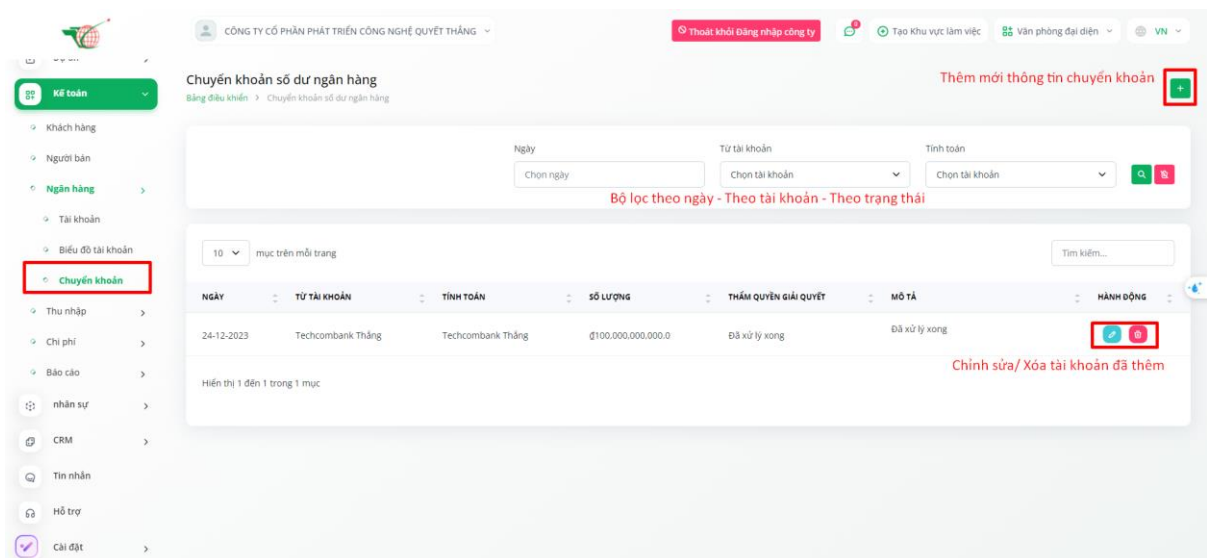 CÔNG TY CỔ PHẦN PHÁT TRIỂN CÔNG NGHỆ QUYẾT THẮNG
Thoát khỏi Đăng nhập công ty
0
Tạo Khu vực làm việc
Văn phòng đại diện
VN
Kế toán
Khách hàng
Người bán
Ngân hàng
Tài khoản
Biểu đồ tài khoản
Chuyển khoản
Thu nhập
Chi phí
Báo cáo
nhân sự
CRM
Tin nhắn
Hỗ trợ
Cài đặt
Chuyển khoản số dư ngân hàng
Bảng điều khiển > Chuyển khoản số dư ngân hàng
Thêm mới thông tin chuyển khoản
+
Ngày Từ tài khoản Tính toán
Chọn ngày Chọn tài khoản Chọn tài khoản
Bộ lọc theo ngày - Theo tài khoản - Theo trạng thái
10 mục trên mỗi trang
Tìm kiếm...
NGÀY TỪ TÀI KHOẢN TÍNH TOÁN SỐ LƯỢNG THẨM QUYỀN GIẢI QUYẾT MÔ TẢ HÀNH ĐỘNG
24-12-2023 Techcombank Thắng Techcombank Thắng ₫100.000.000.000.0 Đã xử lý xong Đã xử lý xong
Chỉnh sửa/ Xóa tài khoản đã thêm
Hiển thị 1 đến 1 trong 1 mục